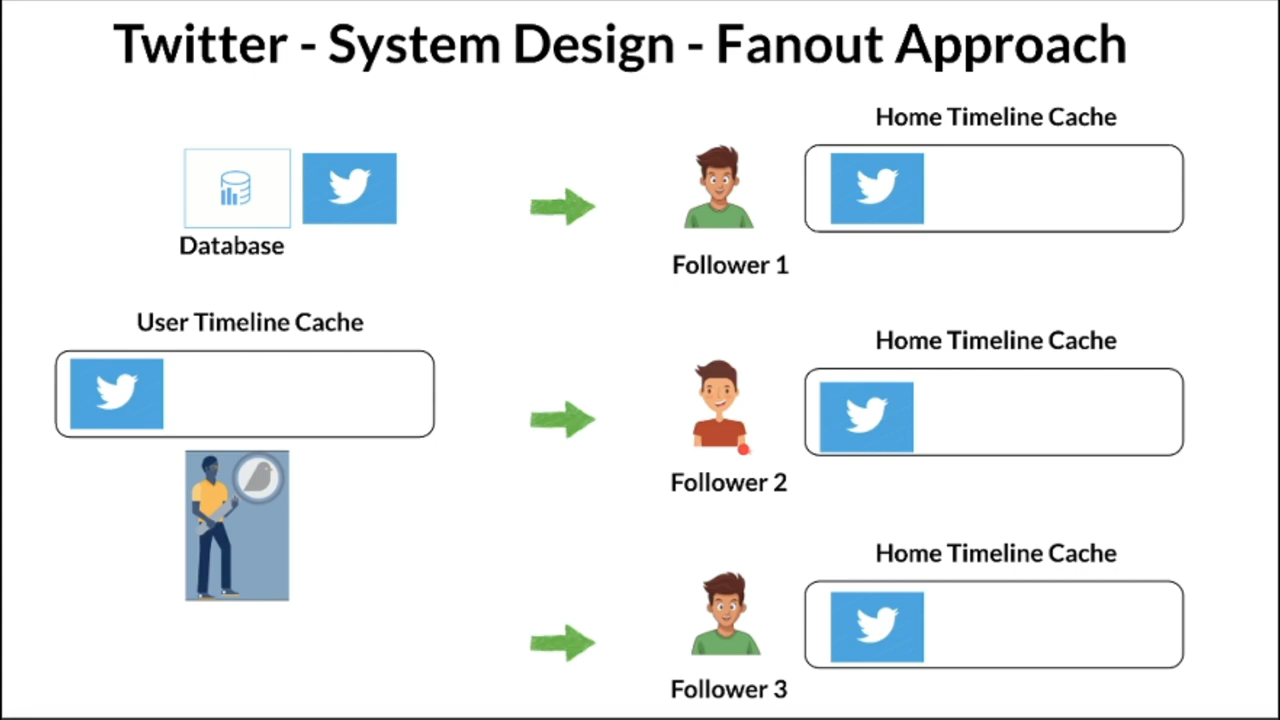 Twitter - System Design - Fanout Approach
Home Timeline Cache
Database
Follower 1
User Timeline Cache
Home Timeline Cache
Follower 2
Home Timeline Cache
Follower 3